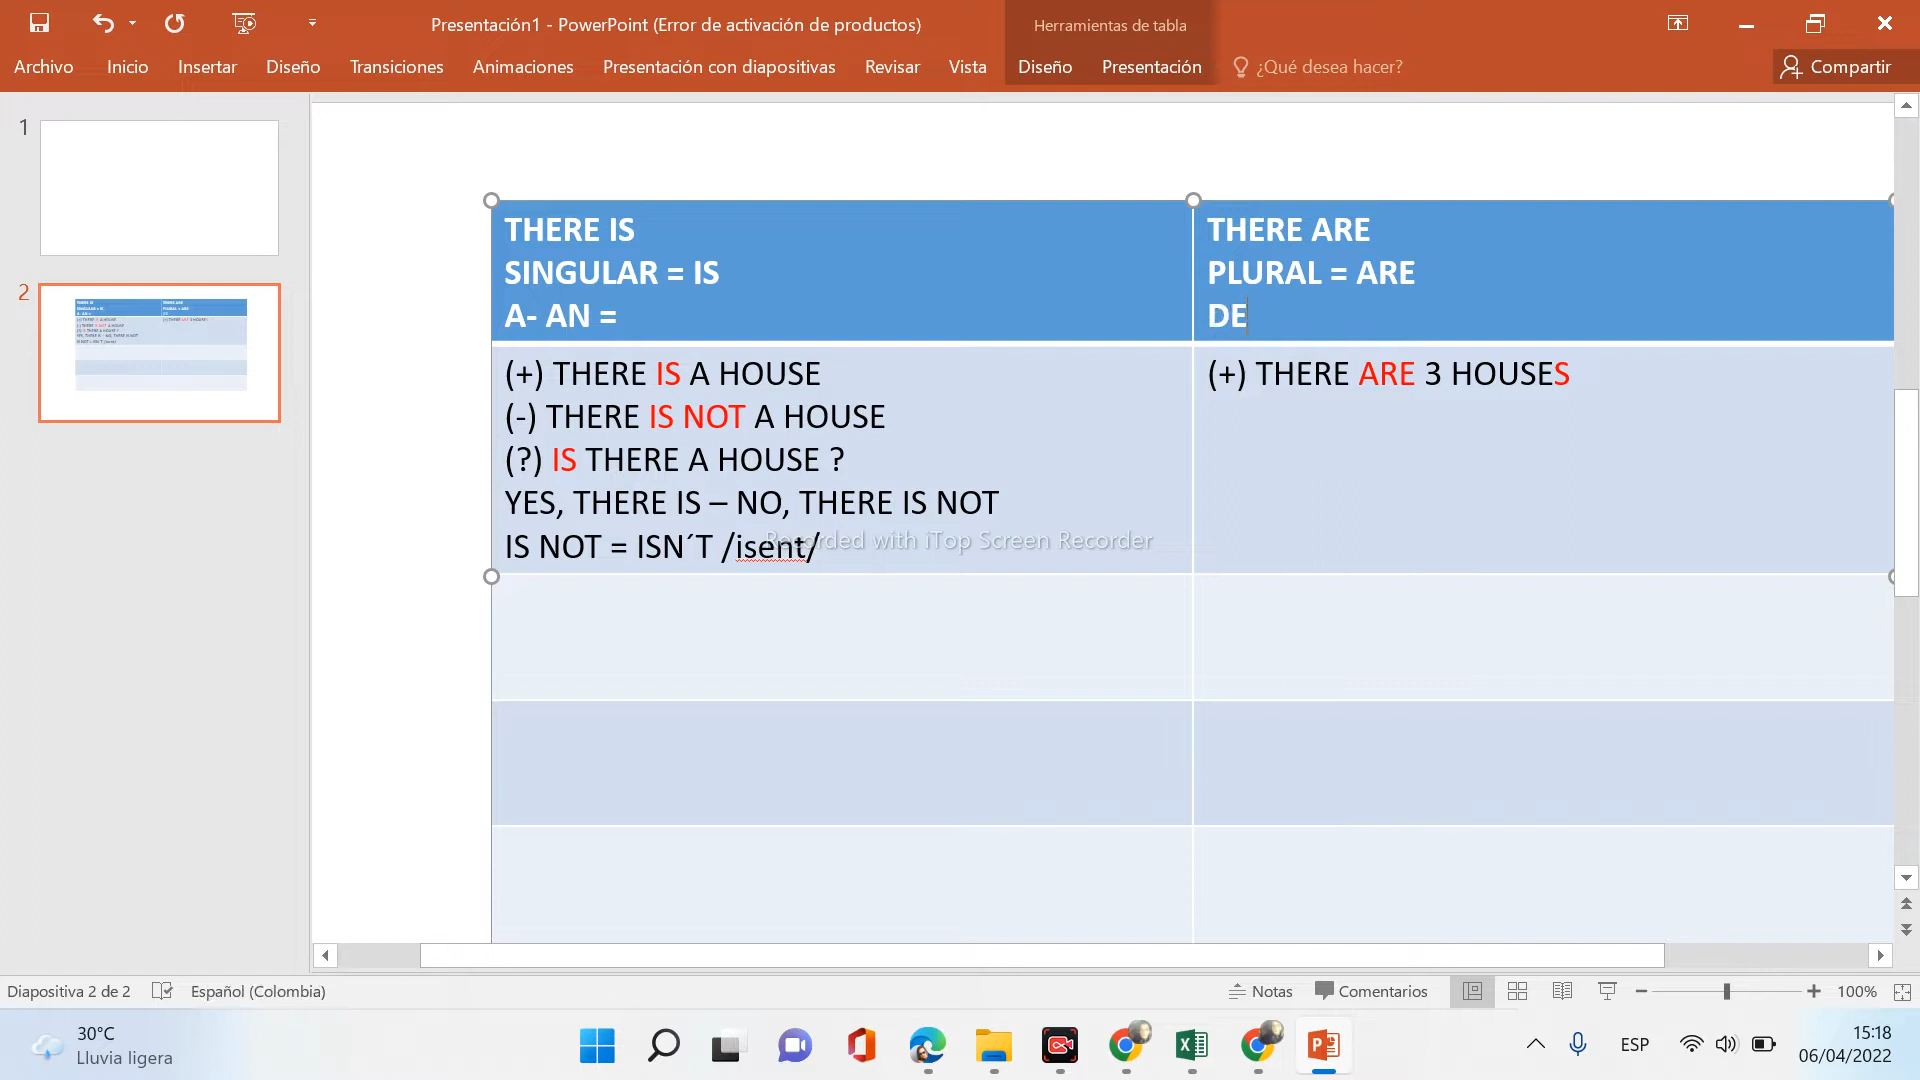 Presentación1 - PowerPoint (Error de activación de productos)
Herramientas de tabla
Archivo Inicio Insertar Diseño Transiciones Animaciones Presentación con diapositivas Revisar Vista Diseño Presentación ¿Qué desea hacer? Compartir
1
2
THERE IS
SINGULAR = IS
A- AN =
THERE ARE
PLURAL = ARE
DE
(+) THERE IS A HOUSE
(-) THERE IS NOT A HOUSE
(?) IS THERE A HOUSE ?
YES, THERE IS – NO, THERE IS NOT
IS NOT = ISN´T /isent/
(+) THERE ARE 3 HOUSES
Recorded with iTop Screen Recorder
Diapositiva 2 de 2 Español (Colombia) Notas Comentarios 100%
30°C
Lluvia ligera
ESP
15:18
06/04/2022